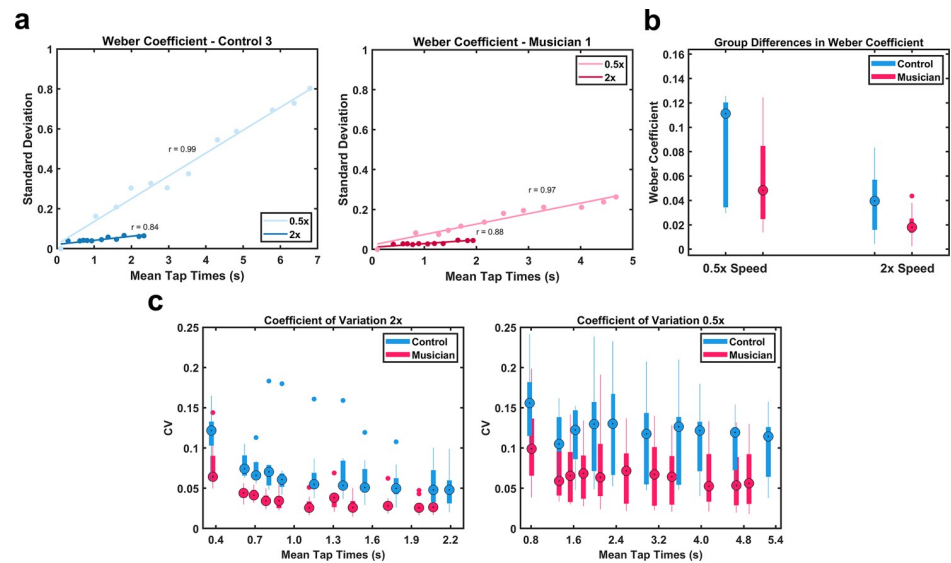 a
Weber Coefficient - Control 3
Standard Deviation
1
0.8
0.6
0.4
0.2
0
r = 0.99
r = 0.84
0.5x
2x
0 1 2 3 4 5 6 7
Mean Tap Times (s)
Weber Coefficient - Musician 1
Standard Deviation
1
0.8
0.6
0.4
0.2
0
0.5x
2x
r = 0.97
r = 0.88
0 1 2 3 4 5
Mean Tap Times (s)
b
Group Differences in Weber Coefficient
Weber Coefficient
0.16
0.14
0.12
0.10
0.08
0.06
0.04
0.02
0
Control
Musician
0.5x Speed 2x Speed
c
Coefficient of Variation 2x
CV
0.25
0.2
0.15
0.1
0.05
0
Control
Musician
0.4 0.7 1.0 1.3 1.6 1.9 2.2
Mean Tap Times (s)
Coefficient of Variation 0.5x
CV
0.25
0.2
0.15
0.1
0.05
0
Control
Musician
0.8 1.6 2.4 3.2 4.0 4.8 5.4
Mean Tap Times (s)